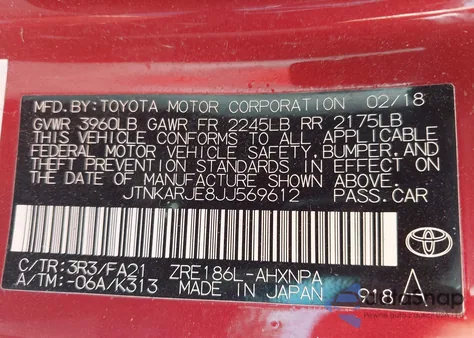 MFD.BY: TOYOTA MOTOR CORPORATION 02/18
GVWR 3960LB GAWR FR 2245LB RR 2175LB
THIS VEHICLE CONFORMS TO ALL APPLICABLE
FEDERAL MOTOR VEHICLE SAFETY, BUMPER, AND
THEFT PREVENTION STANDARDS IN EFFECT ON
THE DATE OF MANUFACTURE SHOWN ABOVE.
JTNKARJE8JJ569612 PASS.CAR
TOYOTA
C/TR:3R3/FA21 ZRE186L-AHXNPA
A/TM:-06A/K313 MADE IN JAPAN 918 A